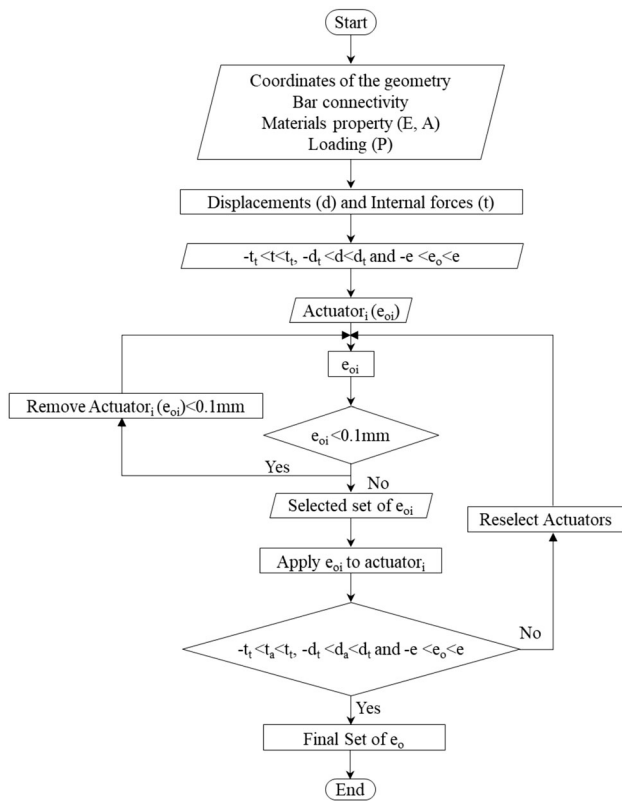 Start
Coordinates of the geometry
Bar connectivity
Materials property (E, A)
Loading (P)
Displacements (d) and Internal forces (t)
-tₜ <t<tₜ, -dₜ <d<dₜ and -e <eₒ<e
Actuatorᵢ (eₒᵢ)
eₒᵢ
Remove Actuatorᵢ (eₒᵢ)<0.1mm
eₒᵢ<0.1mm
Yes
No
Selected set of eₒᵢ
Reselect Actuators
Apply eₒᵢ to actuatorᵢ
-tₜ <tₐ<tₜ, -dₜ <dₐ<dₜ and -e <eₒ<e
No
Yes
Final Set of eₒ
End